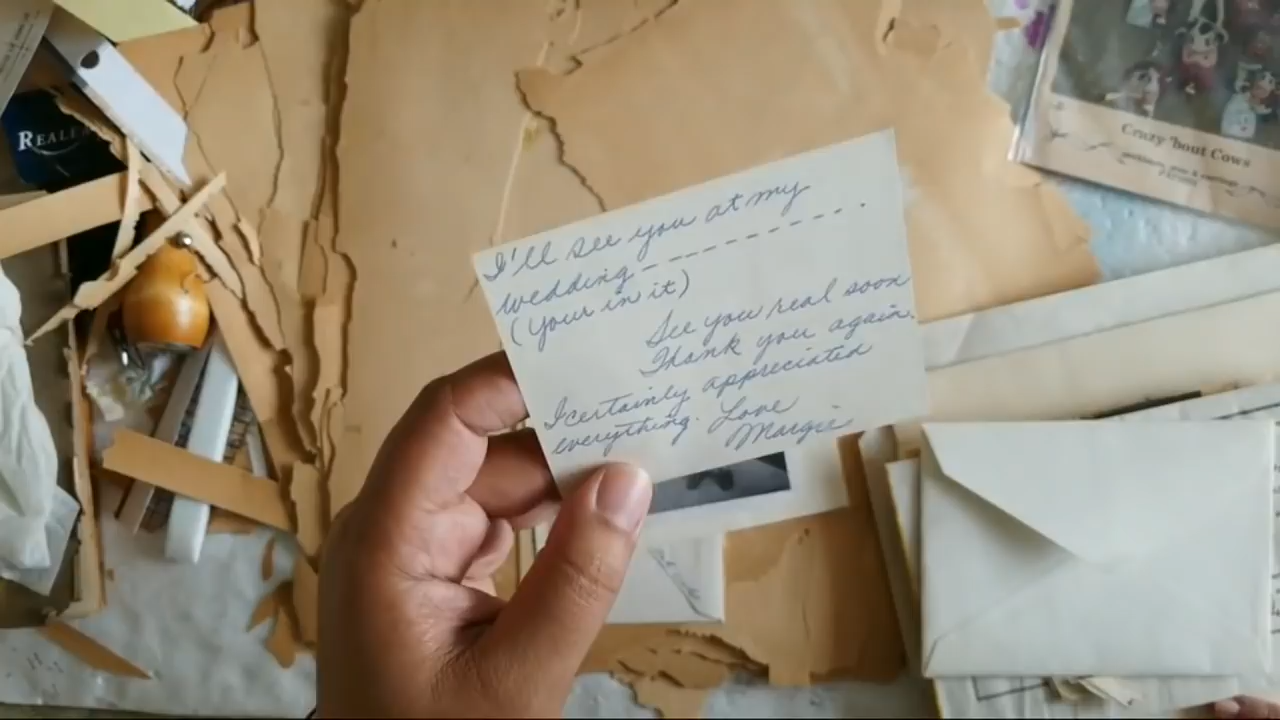 I'll see you at my
wedding - - - - - - - - - .
(your in it)
See you real soon
Thank you again.
I certainly appreciated
everything. Love
Margie
Crazy 'bout Cows